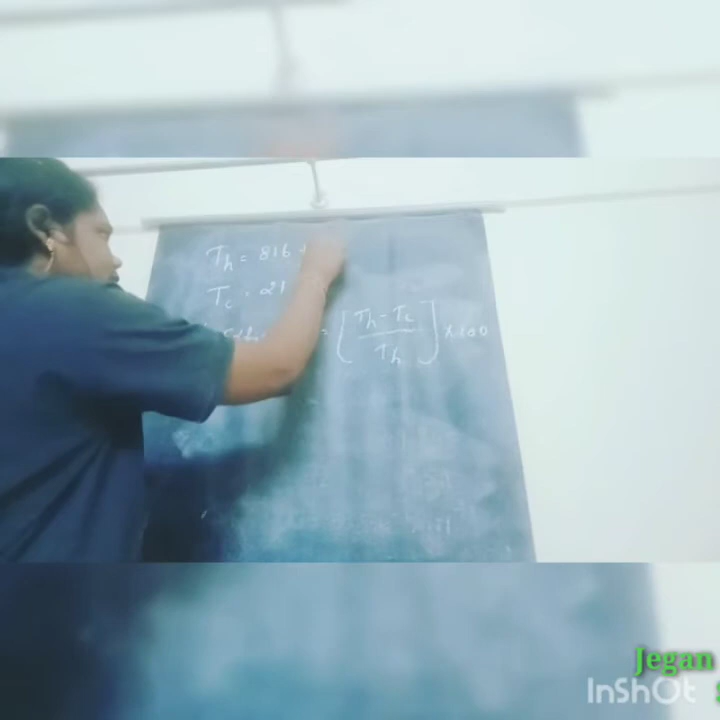 Th = 816 +
Tc = 21
= [Th - Tc / Th] x 100
Jegan
InShOt